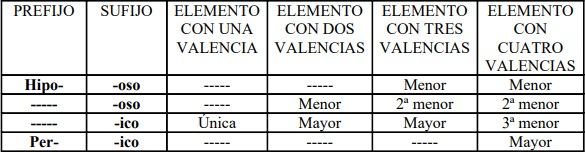 PREFIJO SUFIJO ELEMENTO CON UNA VALENCIA ELEMENTO CON DOS VALENCIAS ELEMENTO CON TRES VALENCIAS ELEMENTO CON CUATRO VALENCIAS
Hipo- -oso ----- ----- Menor Menor
----- -oso ----- Menor 2ª menor 2ª menor
----- -ico Única Mayor Mayor 3ª menor
Per- -ico ----- ----- ----- Mayor